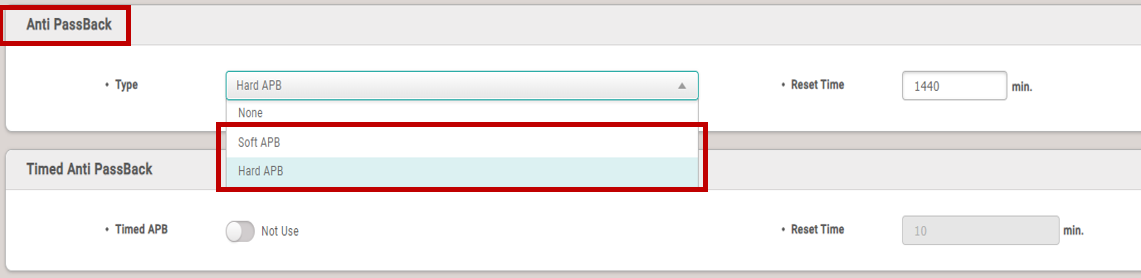 Anti PassBack
• Type
Hard APB
• Reset Time
1440
min.
None
Soft APB
Hard APB
Timed Anti PassBack
• Timed APB
Not Use
• Reset Time
10
min.